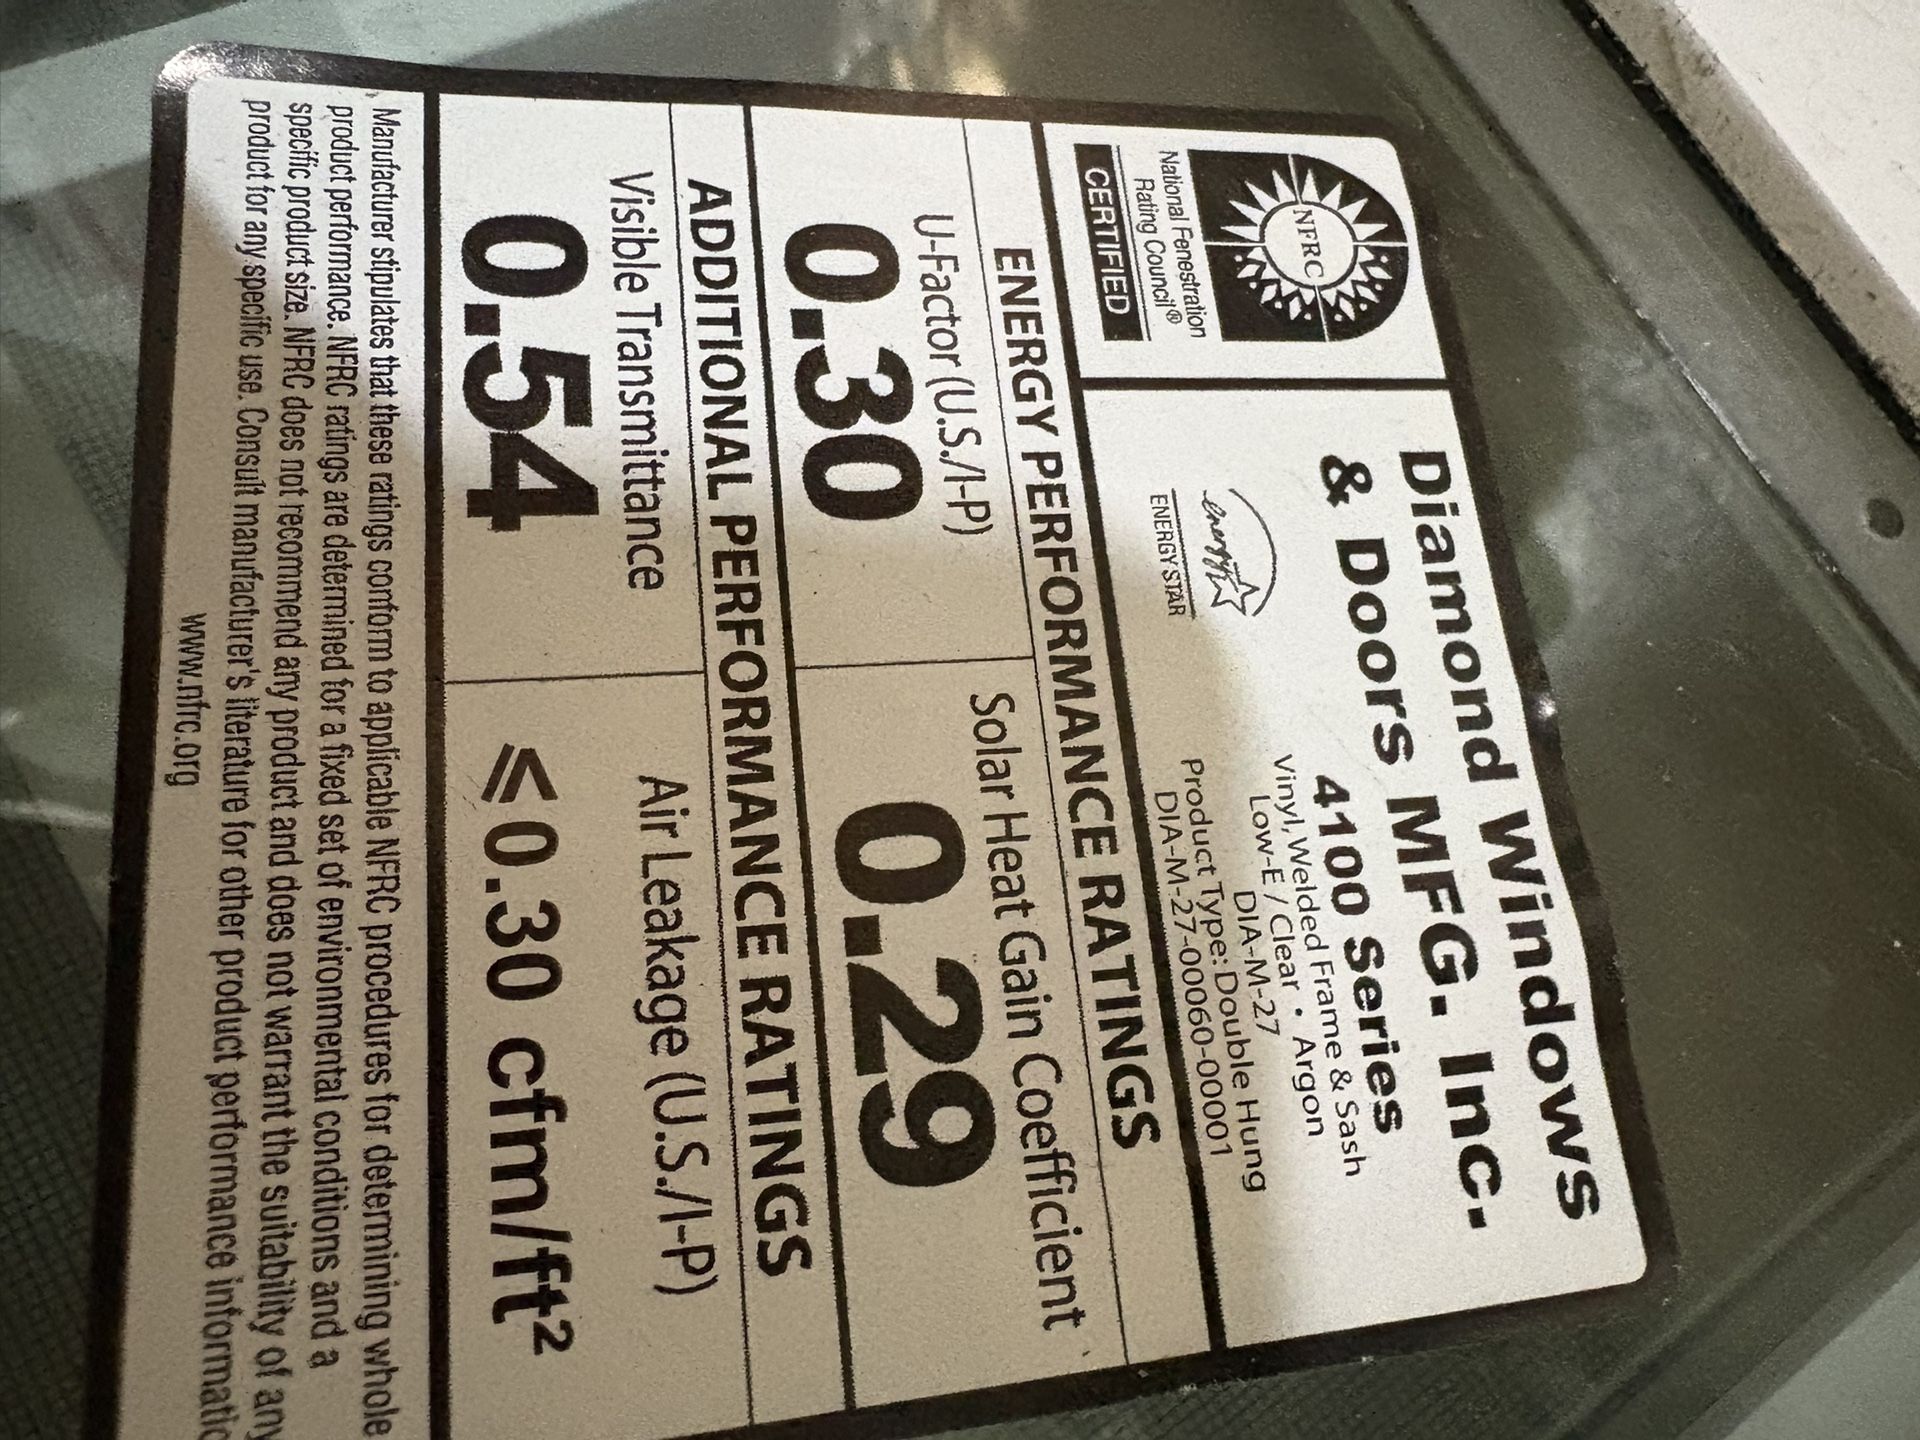 NFRC
National Fenestration
Rating Council®
CERTIFIED
Diamond Windows
& Doors MFG. Inc.
4100 Series
Vinyl, Welded Frame & Sash
Low-E / Clear • Argon
DIA-M-27
Product Type: Double Hung
DIA-M-27-00060-00001
energy
ENERGY STAR
ENERGY PERFORMANCE RATINGS
U-Factor (U.S./I-P)
0.30
Solar Heat Gain Coefficient
0.29
ADDITIONAL PERFORMANCE RATINGS
Visible Transmittance
0.54
Air Leakage (U.S./I-P)
≤0.30 cfm/ft²
Manufacturer stipulates that these ratings conform to applicable NFRC procedures for determining whole
product performance. NFRC ratings are determined for a fixed set of environmental conditions and a
specific product size. NFRC does not recommend any product and does not warrant the suitability of any
product for any specific use. Consult manufacturer's literature for other product performance
www.nfrc.org